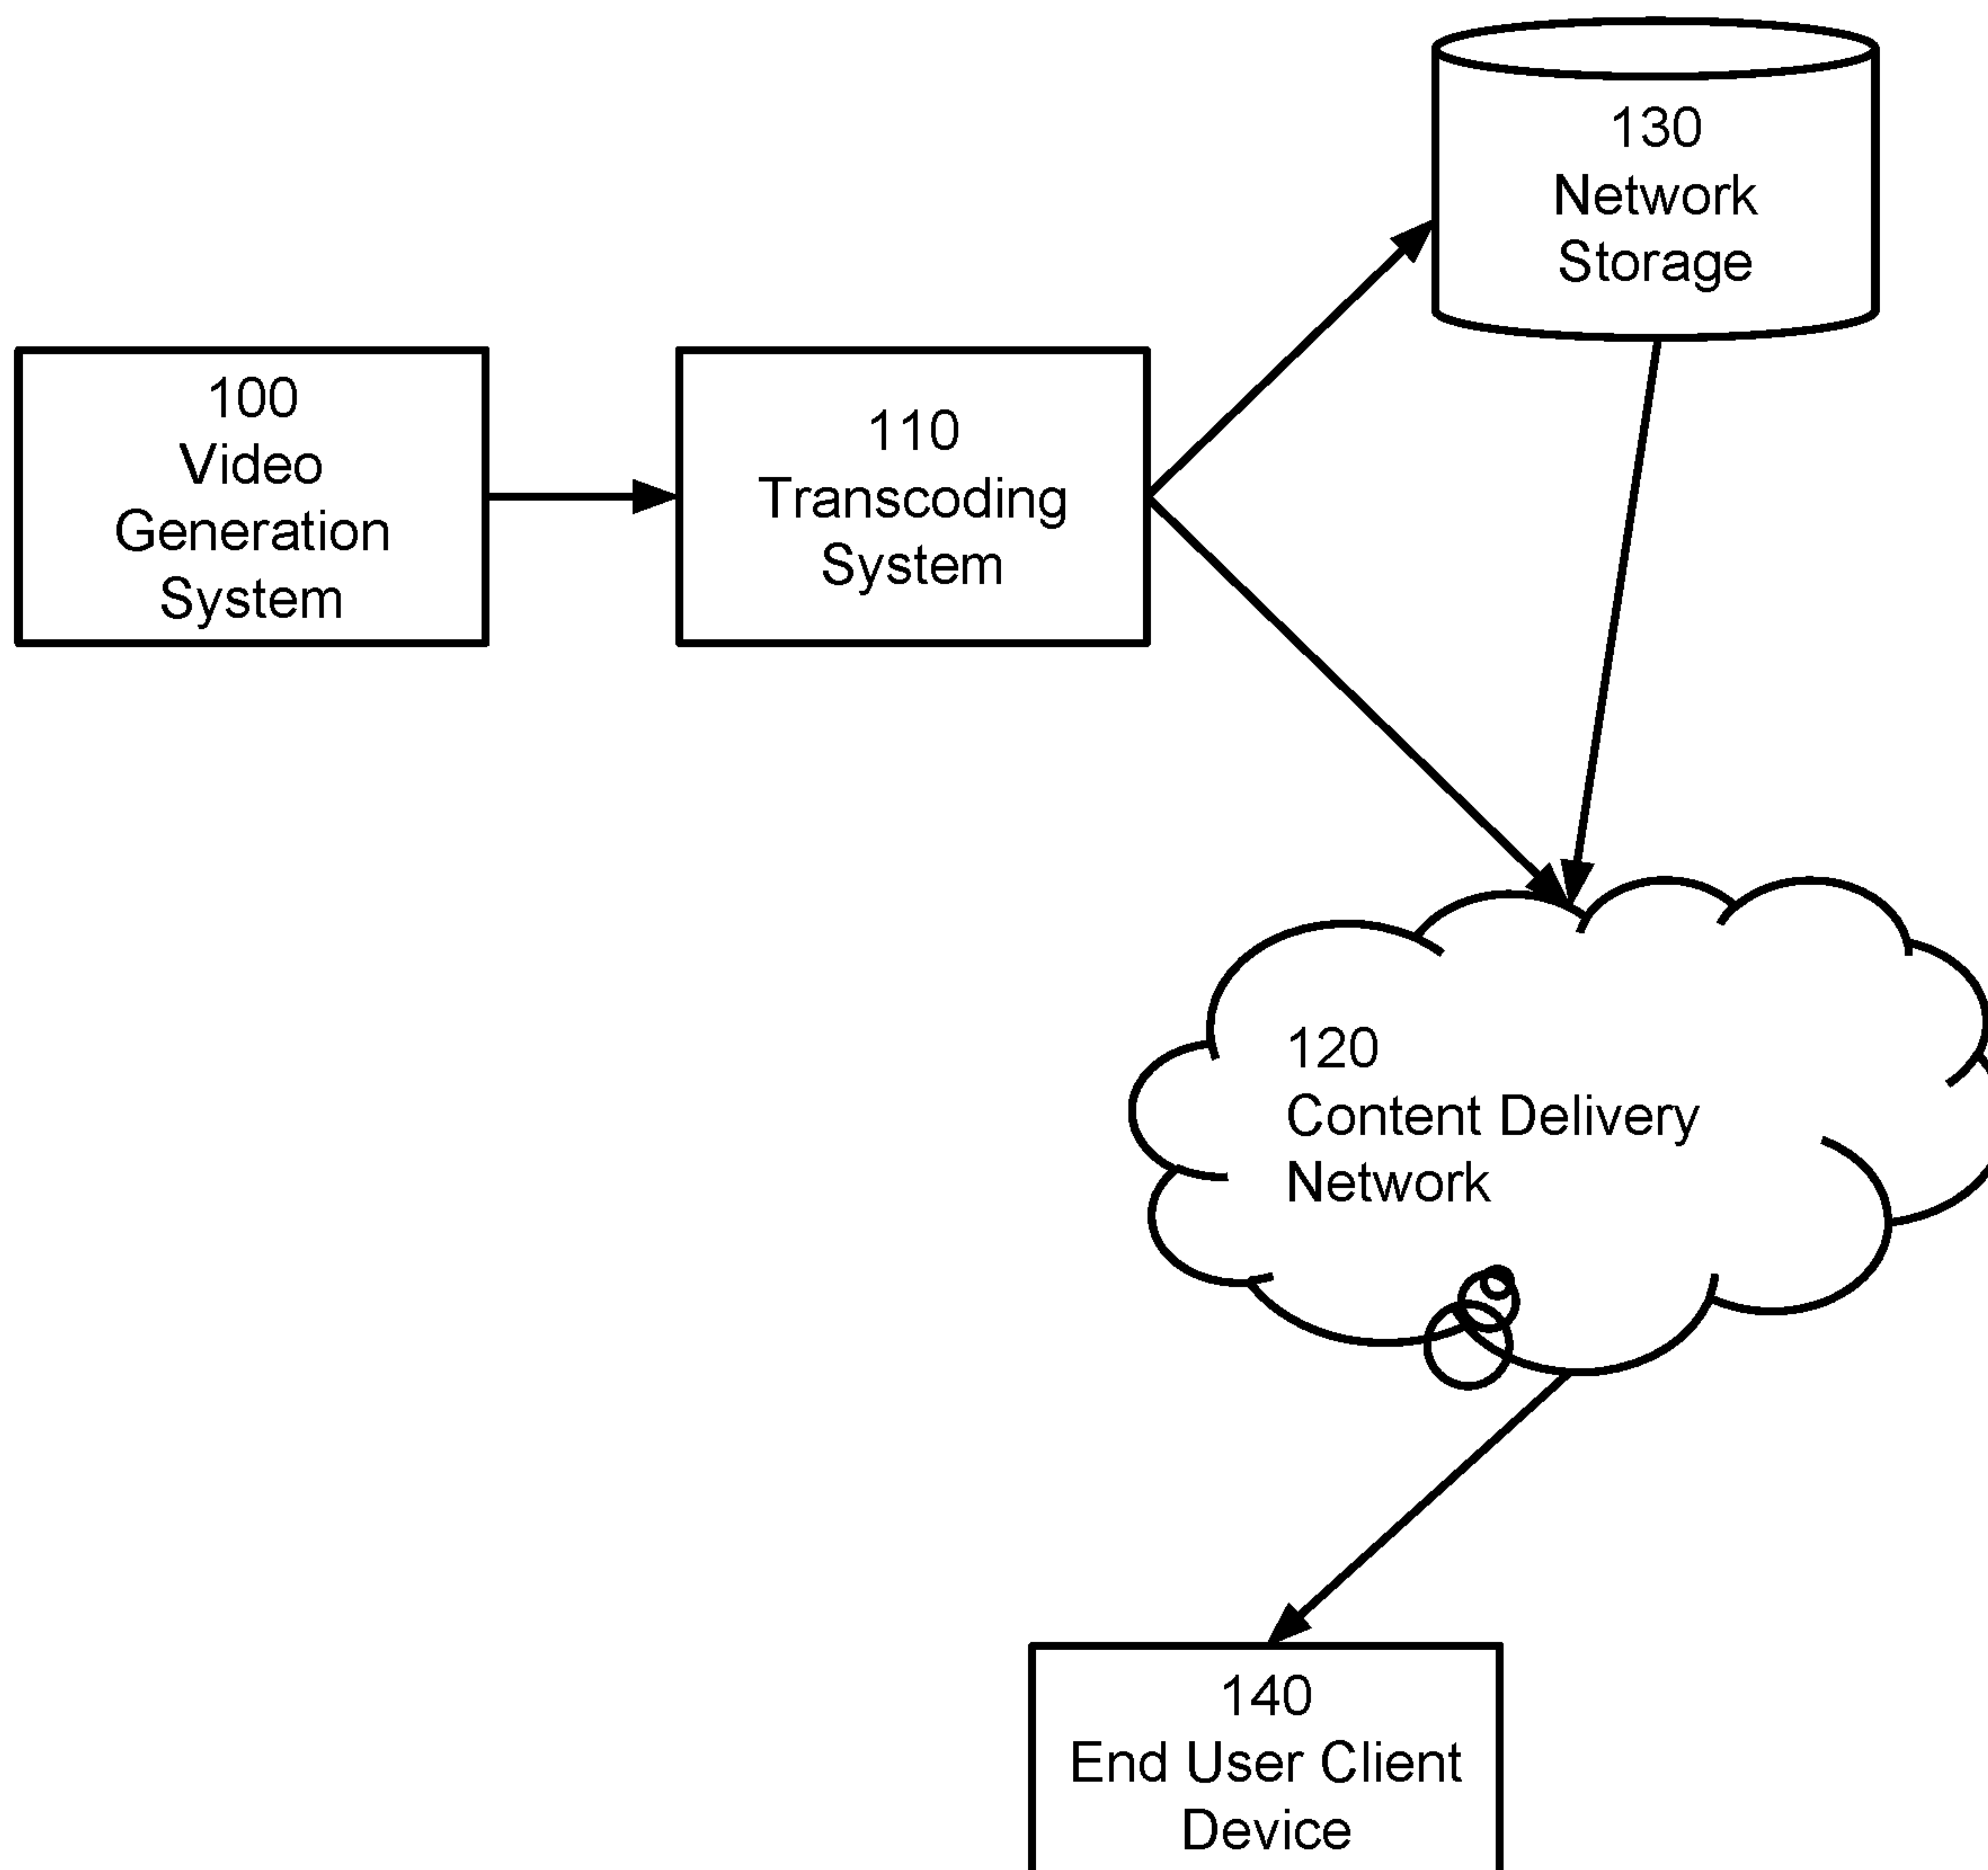 130
Network
Storage
100
Video
Generation
System
110
Transcoding
System
120
Content Delivery
Network
140
End User Client
Device